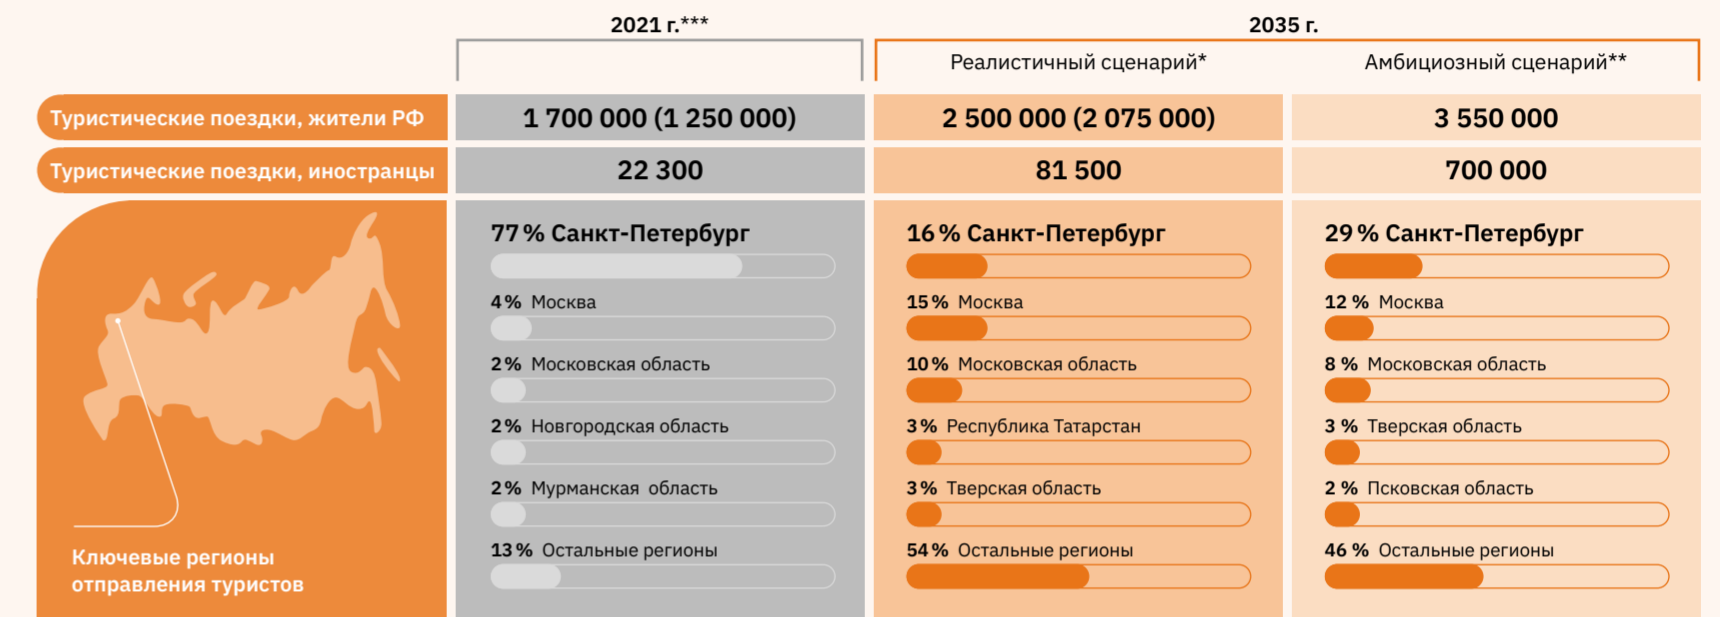 2021 г.***
2035 г.
Реалистичный сценарий*
Амбициозный сценарий**
Туристические поездки, жители РФ
1 700 000 (1 250 000)
2 500 000 (2 075 000)
3 550 000
Туристические поездки, иностранцы
22 300
81 500
700 000
Ключевые регионы
отправления туристов
77 % Санкт-Петербург
4 % Москва
2 % Московская область
2 % Новгородская область
2 % Мурманская область
13 % Остальные регионы
16 % Санкт-Петербург
15 % Москва
10 % Московская область
3 % Республика Татарстан
3 % Тверская область
54 % Остальные регионы
29 % Санкт-Петербург
12 % Москва
8 % Московская область
3 % Тверская область
2 % Псковская область
46 % Остальные регионы